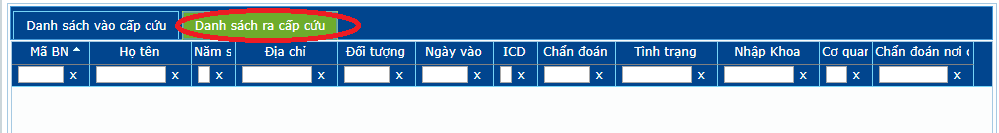 Danh sách vào cấp cứu Danh sách ra cấp cứu
Mã BN Họ tên Năm s Địa chỉ Đối tượng Ngày vào ICD Chẩn đoán Tình trạng Nhập Khoa Cơ quan Chẩn đoán nơi
x x x x x x x x x x x x